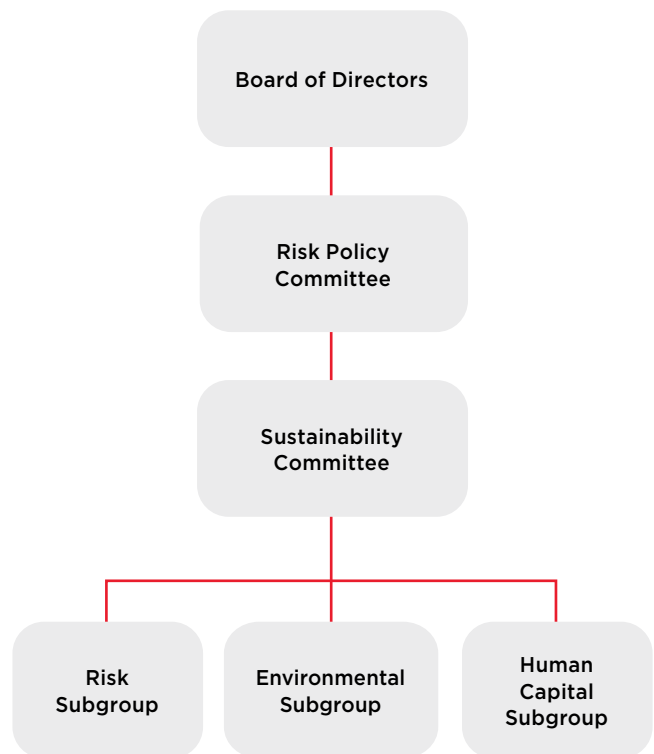 Board of Directors
Risk Policy
Committee
Sustainability
Committee
Risk
Subgroup
Environmental
Subgroup
Human
Capital
Subgroup